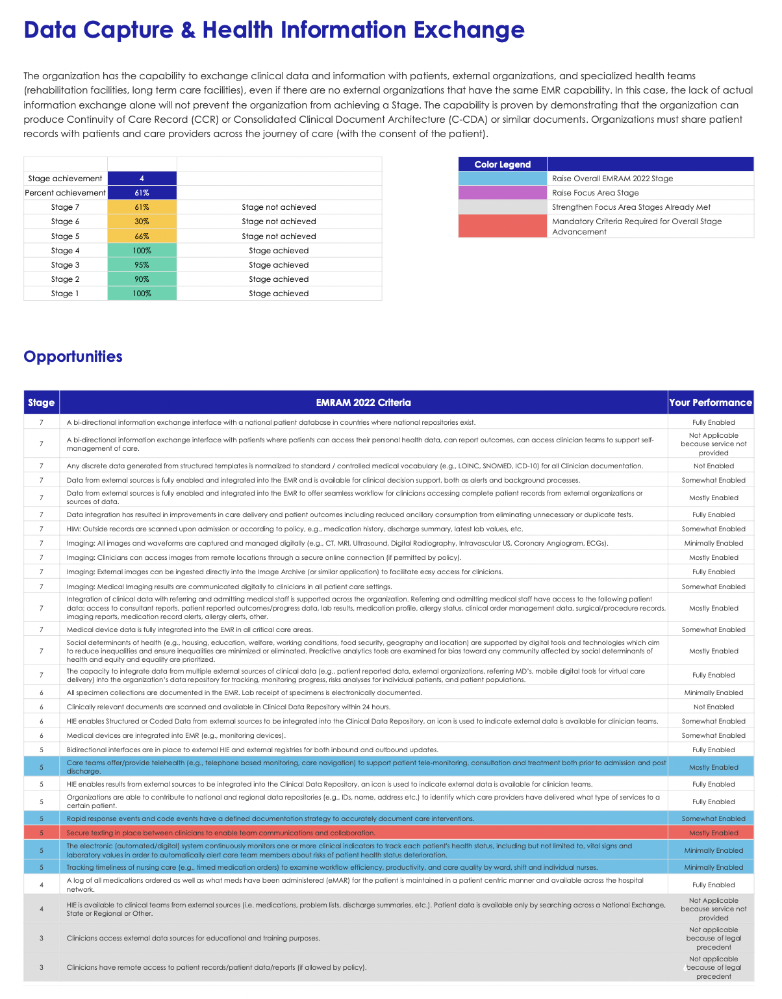 Data Capture & Health Information Exchange
The organization has the capability to exchange clinical data and information with patients, external organizations, and specialized health teams
(rehabilitation facilities, long term care facilities), even if there are no external organizations that have the same EMR capability. In this case, the lack of actual
information exchange alone will not prevent the organization from achieving a Stage. The capability is proven by demonstrating that the organization can
produce Continuity of Care Record (CCR) or Consolidated Clinical Document Architecture (C-CDA) or similar documents. Organizations must share patient
records with patients and care providers across the journey of care (with the consent of the patient).
Stage achievement 4
Percent achievement 61%
Stage 7 61% Stage not achieved
Stage 6 30% Stage not achieved
Stage 5 66% Stage not achieved
Stage 4 100% Stage achieved
Stage 3 95% Stage achieved
Stage 2 90% Stage achieved
Stage 1 100% Stage achieved
Color Legend
Raise Overall EMRAM 2022 Stage
Raise Focus Area Stage
Strengthen Focus Area Stages Already Met
Mandatory Criteria Required for Overall Stage
Advancement
Opportunities
Stage EMRAM 2022 Criteria Your Performance
7 A bi-directional information exchange interface with a national patient database in countries where national repositories exist. Fully Enabled
7 A bi-directional information exchange interface with patients where patients can access their personal health data, can report outcomes, can access clinician teams to support self-
management of care.
Not Applicable
because service not
provided
7 Any discrete data generated from structured templates is normalized to standard / controlled medical vocabulary (e.g., LOINC, SNOMED, ICD-10) for all Clinician documentation. Not Enabled
7 Data from external sources is fully enabled and integrated into the EMR and is available for clinical decision support, both as alerts and background processes. Somewhat Enabled
7 Data from external sources is fully enabled and integrated into the EMR to offer seamless workflow for clinicians accessing complete patient records from external organizations or
sources of data.
Mostly Enabled
7 Data integration has resulted in improvements in care delivery and patient outcomes including reduced ancillary consumption from eliminating unnecessary or duplicate tests. Fully Enabled
7 HIM: Outside records are scanned upon admission or according to policy, e.g., medication history, discharge summary, latest lab values, etc. Somewhat Enabled
7 Imaging: All images and waveforms are captured and managed digitally (e.g., CT, MRI, Ultrasound, Digital Radiography, Intravascular US, Coronary Angiogram, ECGs). Minimally Enabled
7 Imaging: Clinicians can access images from remote locations through a secure online connection (if permitted by policy). Mostly Enabled
7 Imaging: External images can be ingested directly into the Image Archive (or similar application) to facilitate easy access for clinicians. Fully Enabled
7 Imaging: Medical Imaging results are communicated digitally to clinicians in all patient care settings. Somewhat Enabled
7 Integration of clinical data with referring and admitting medical staff is supported across the organization. Referring and admitting medical staff have access to the following patient
data: access to consultant reports, patient reported outcomes/progress data, lab results, medication profile, allergy status, clinical order management data, surgical/procedure records,
imaging reports, medication record alerts, allergy alerts, other.
Mostly Enabled
7 Medical device data is fully integrated into the EMR in all critical care areas. Somewhat Enabled
7 Social determinants of health (e.g., housing, education, welfare, working conditions, food security, geography and location) are supported by digital tools and technologies which aim
to reduce inequalities and ensure inequalities are minimized or eliminated. Predictive analytics tools are examined for bias toward any community affected by social determinants of
health and equity and equality are prioritized.
Mostly Enabled
7 The capacity to integrate data from multiple external sources of clinical data (e.g., patient reported data, external organizations, referring MD's, mobile digital tools for virtual care
delivery) into the organization's data repository for tracking, monitoring progress, risks analyses for individual patients, and patient populations.
Fully Enabled
6 All specimen collections are documented in the EMR. Lab receipt of specimens is electronically documented. Minimally Enabled
6 Clinically relevant documents are scanned and available in Clinical Data Repository within 24 hours. Not Enabled
6 HIE enables Structured or Coded Data from external sources to be integrated into the Clinical Data Repository, an icon is used to indicate external data is available for clinician teams. Somewhat Enabled
6 Medical devices are integrated into EMR (e.g., monitoring devices). Somewhat Enabled
5 Bidirectional interfaces are in place to external HIE and external registries for both inbound and outbound updates. Fully Enabled
5 Care teams offer/provide telehealth (e.g., telephone based monitoring, care navigation) to support patient tele-monitoring, consultation and treatment both prior to admission and post
discharge.
Mostly Enabled
5 HIE enables results from external sources to be integrated into the Clinical Data Repository, an icon is used to indicate external data is available for clinician teams. Fully Enabled
5 Organizations are able to contribute to national and regional data repositories (e.g., IDs, name, address etc.) to identify which care providers have delivered what type of services to a
certain patient.
Fully Enabled
5 Rapid response events and code events have a defined documentation strategy to accurately document care interventions. Somewhat Enabled
5 Secure texting in place between clinicians to enable team communications and collaboration. Mostly Enabled
5 The electronic (automated/digital) system continuously monitors one or more clinical indicators to track each patient's health status, including but not limited to, vital signs and
laboratory values in order to automatically alert care team members about risks of patient health status deterioration.
Minimally Enabled
5 Tracking timeliness of nursing care (e.g., timed medication orders) to examine workflow efficiency, productivity, and care quality by ward, shift and individual nurses. Minimally Enabled
4 A log of all medications ordered as well as what meds have been administered (eMAR) for the patient is maintained in a patient centric manner and available across the hospital
network.
Fully Enabled
4 HIE is available to clinical teams from external sources (i.e. medications, problem lists, discharge summaries, etc.). Patient data is available only by searching across a National Exchange,
State or Regional or Other.
Not Applicable
because service not
provided
3 Clinicians access external data sources for educational and training purposes.
Not applicable
because of legal
precedent
3 Clinicians have remote access to patient records/patient data/reports (if allowed by policy).
Not applicable
because of legal
precedent